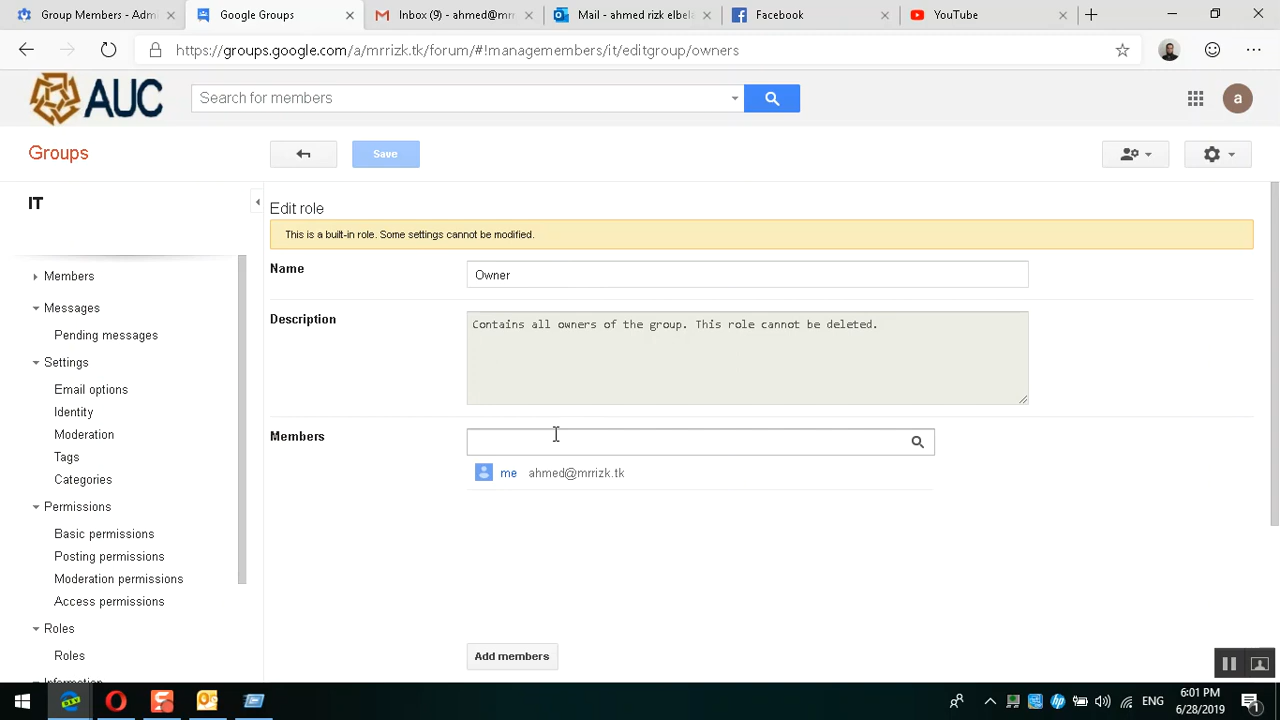 Group Members - Admi
Google Groups
Inbox (9) - ahmed@mrr
Mail - ahmed rizk elbela
Facebook
YouTube
https://groups.google.com/a/mrrizk.tk/forum/#!managemembers/it/editgroup/owners
AUC
Search for members
a
Groups
Save
IT
Edit role
This is a built-in role. Some settings cannot be modified.
Members
Name
Owner
Messages
Description
Contains all owners of the group. This role cannot be deleted.
Pending messages
Settings
Email options
Identity
Moderation
Members
Tags
me ahmed@mrrizk.tk
Categories
Permissions
Basic permissions
Posting permissions
Moderation permissions
Access permissions
Roles
Roles
Add members
ENG
6:01 PM
6/28/2019
1